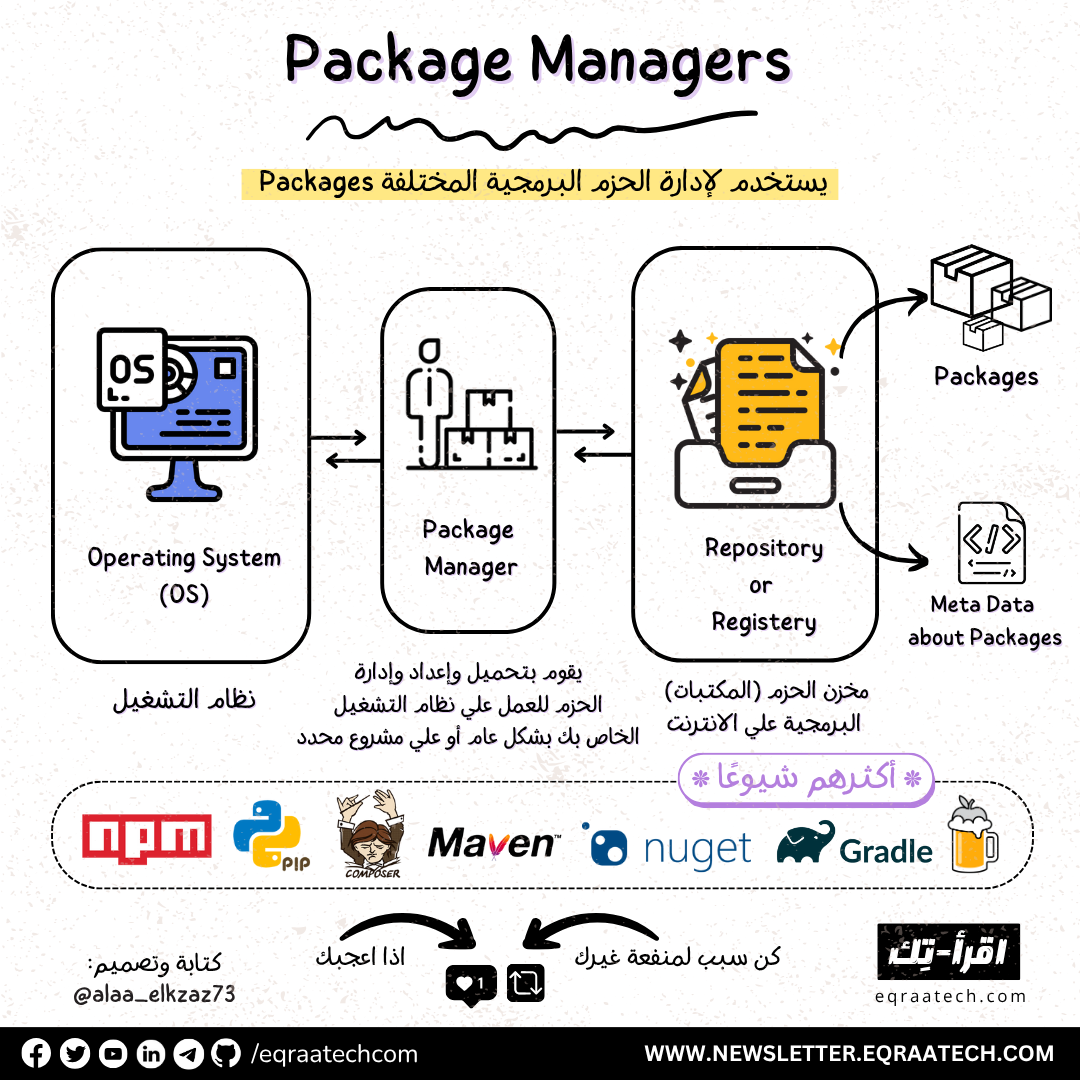 Package Managers
يستخدم لإدارة الحزم البرمجية المختلفة Packages
OS
Operating System
(OS)
نظام التشغيل
Package
Manager
يقوم بتحميل وإعداد وإدارة
الحزم للعمل علي نظام التشغيل
الخاص بك بشكل عام أو علي مشروع محدد
Repository
or
Registery
مخزن الحزم (المكتبات)
البرمجية علي الانترنت
Packages
</>
Meta Data
about Packages
أكثرهم شيوعًا
npm
PIP
COMPOSER
Maven™
nuget
Gradle
كتابة وتصميم:
@alaa_elkzaz73
اذا اعجبك
1
كن سبب لمنفعة غيرك
اقرأ-تِك
eqraatech.com
/eqraatechcom
WWW.NEWSLETTER.EQRAATECH.COM